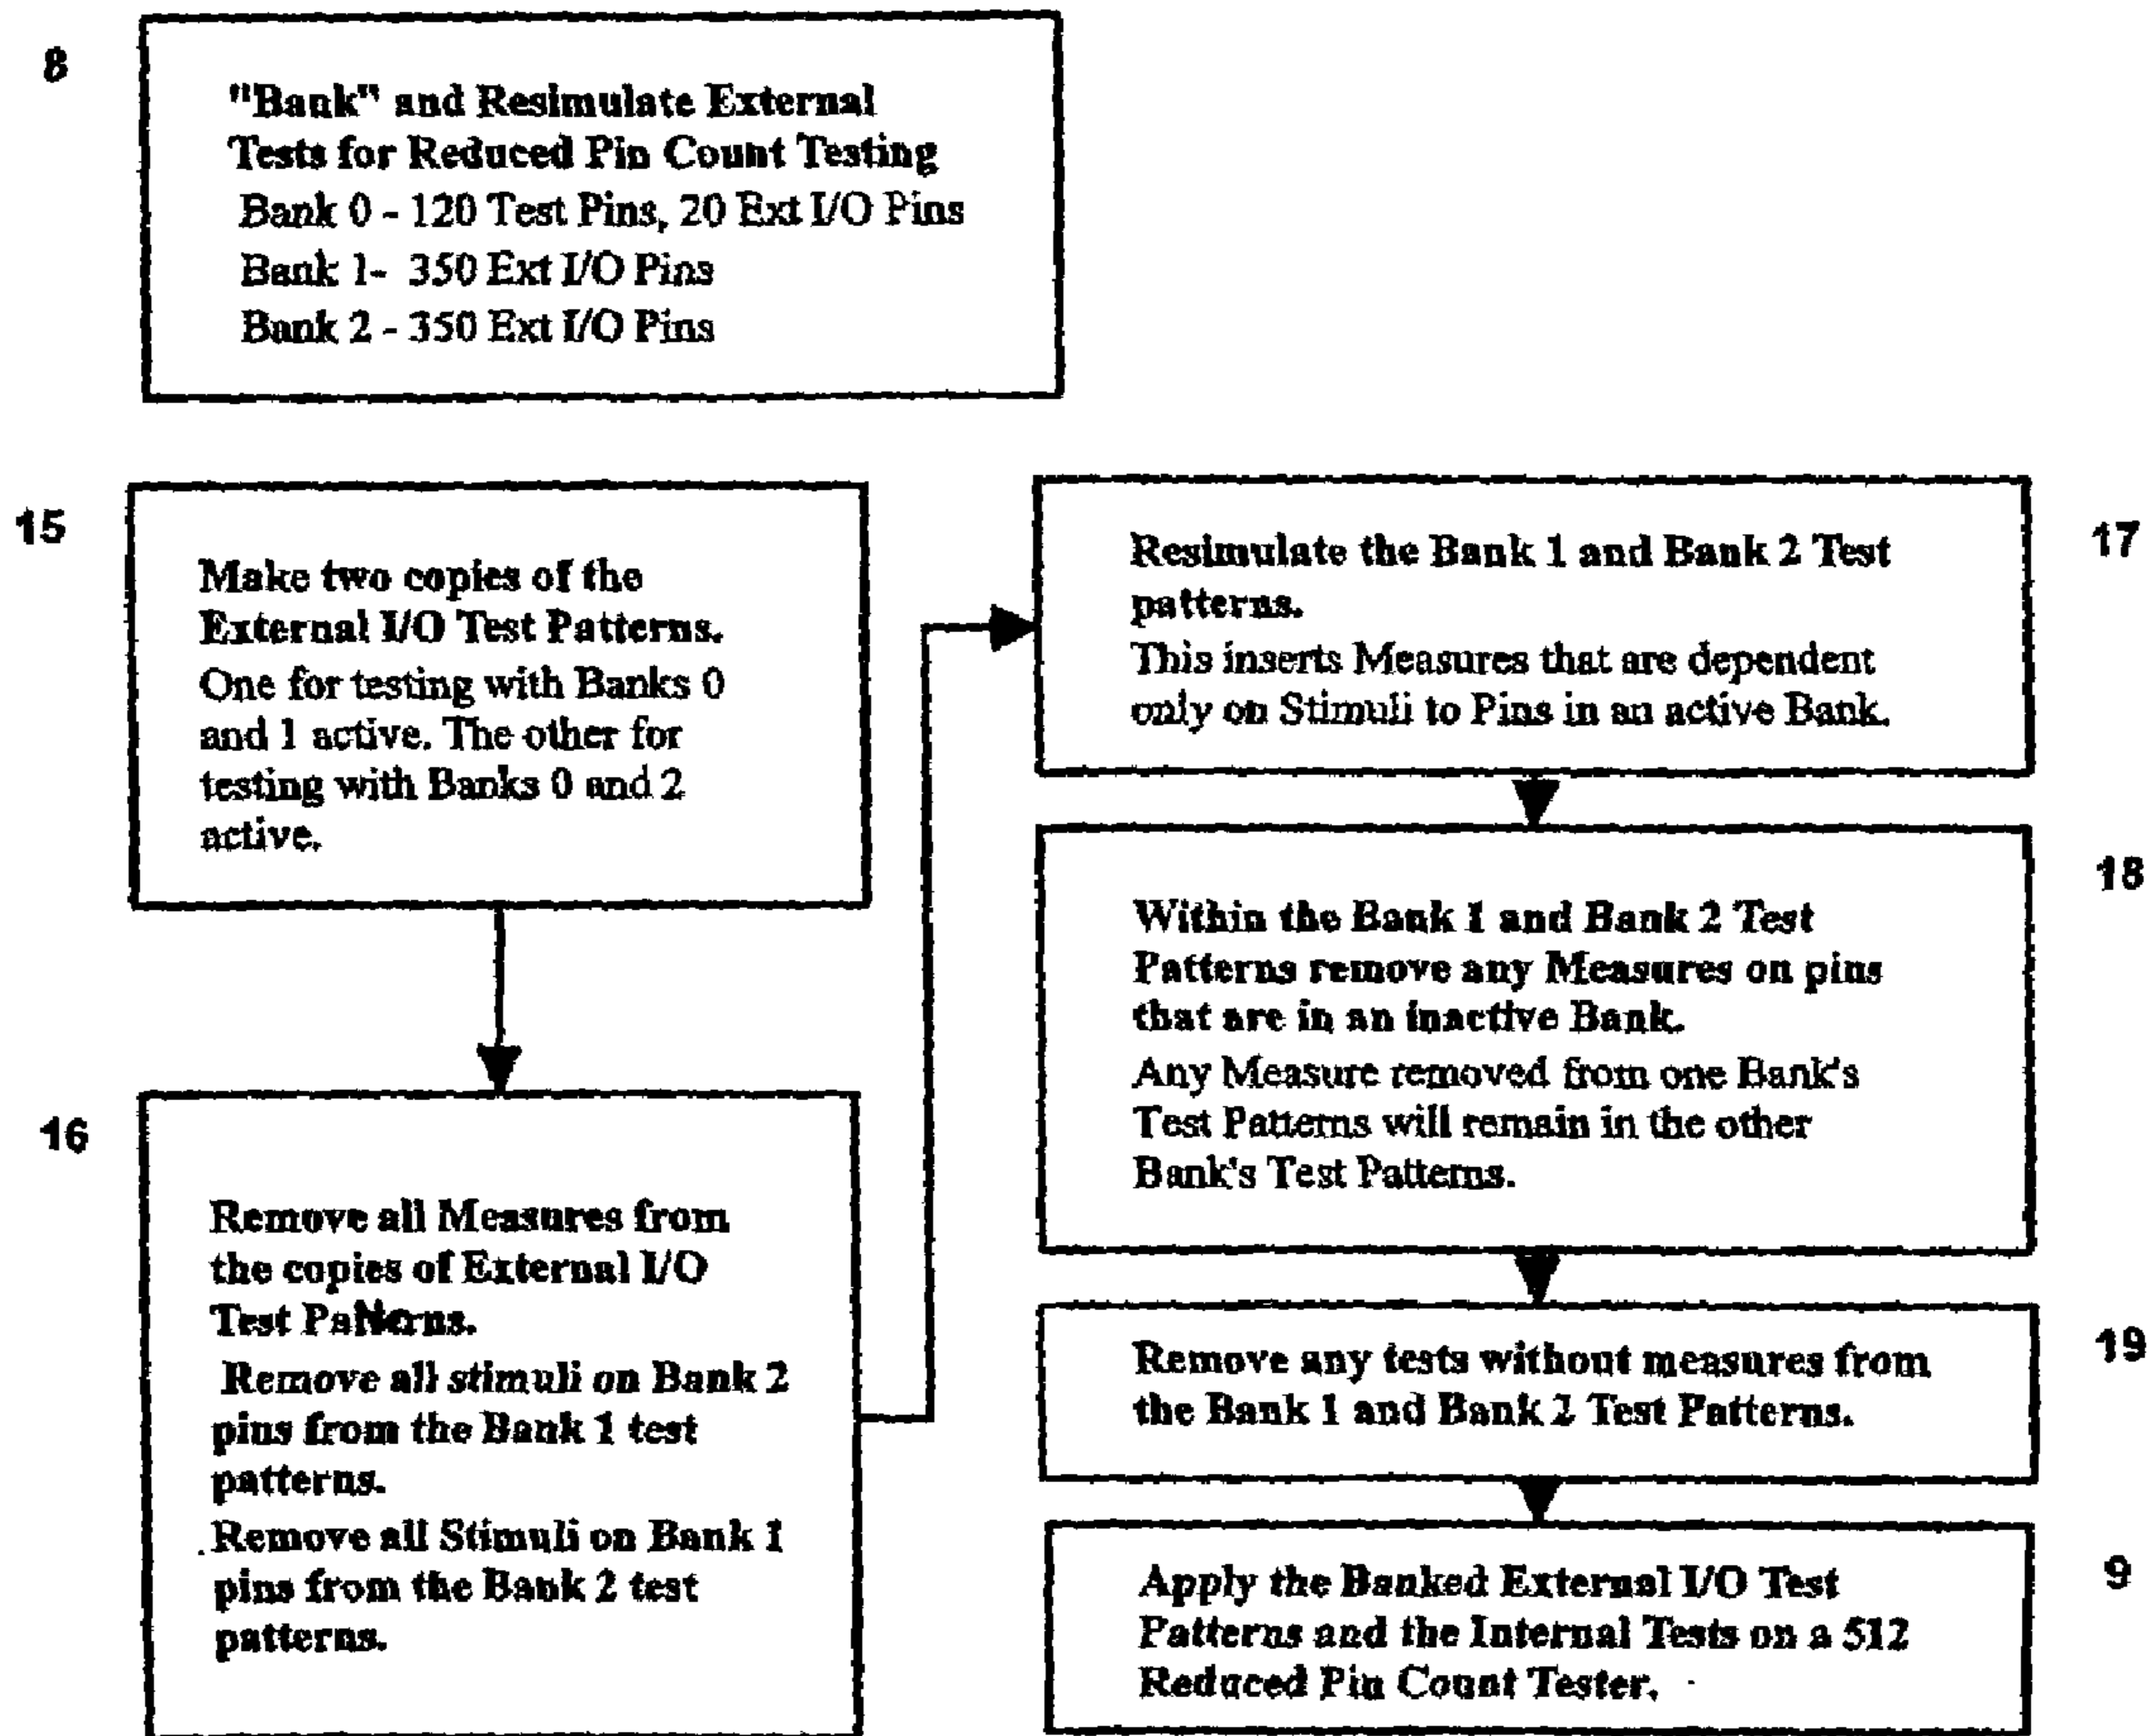 8
"Bank" and Resimulate External
Tests for Reduced Pin Count Testing
Bank 0 - 120 Test Pins, 20 Ext I/O Pins
Bank 1- 350 Ext I/O Pins
Bank 2 - 350 Ext I/O Pins
15
Make two copies of the
External I/O Test Patterns.
One for testing with Banks 0
and 1 active. The other for
testing with Banks 0 and 2
active.
16
Remove all Measures from
the copies of External I/O
Test Patterns.
Remove all stimuli on Bank 2
pins from the Bank 1 test
patterns.
Remove all Stimuli on Bank 1
pins from the Bank 2 test
patterns.
17
Resimulate the Bank 1 and Bank 2 Test
patterns.
This inserts Measures that are dependent
only on Stimuli to Pins in an active Bank.
18
Within the Bank 1 and Bank 2 Test
Patterns remove any Measures on pins
that are in an inactive Bank.
Any Measure removed from one Bank's
Test Patterns will remain in the other
Bank's Test Patterns.
19
Remove any tests without measures from
the Bank 1 and Bank 2 Test Patterns.
9
Apply the Banked External I/O Test
Patterns and the Internal Tests on a 512
Reduced Pin Count Tester.